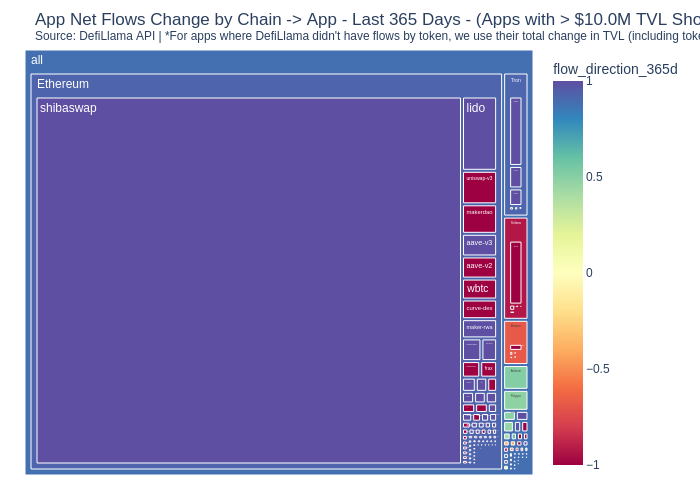 App Net Flows Change by Chain -> App - Last 365 Days - (Apps with > $10.0M TVL Sho
Source: DefiLlama API | *For apps where DefiLlama didn't have flows by token, we use their total change in TVL (including toke
all
Ethereum
shibaswap
lido
uniswap-v3
makerdao
aave-v3
aave-v2
wbtc
curve-dex
maker-rwa
frax
Tron
flow_direction_365d
1
0.5
0
−0.5
−1